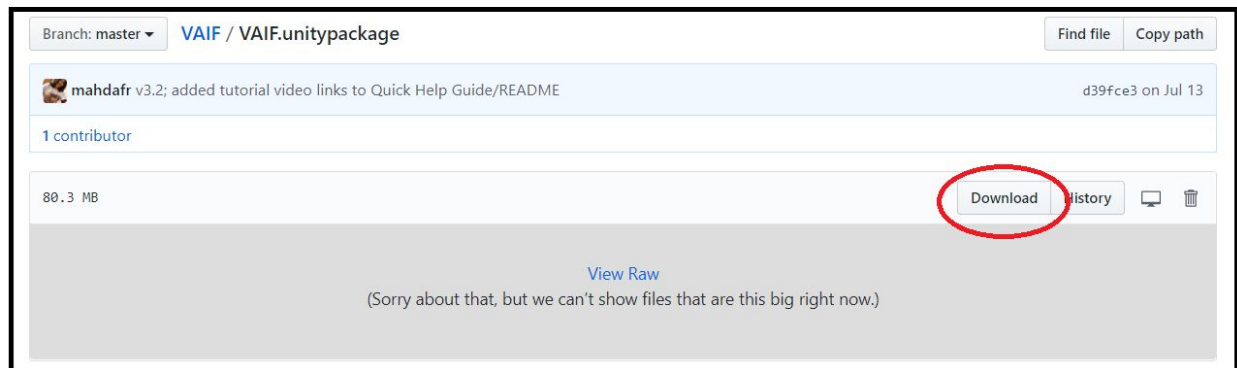 Branch: master VAIF / VAIF.unitypackage Find file Copy path
mahdafr v3.2; added tutorial video links to Quick Help Guide/README d39fce3 on Jul 13
1 contributor
80.3 MB Download History
View Raw
(Sorry about that, but we can't show files that are this big right now.)